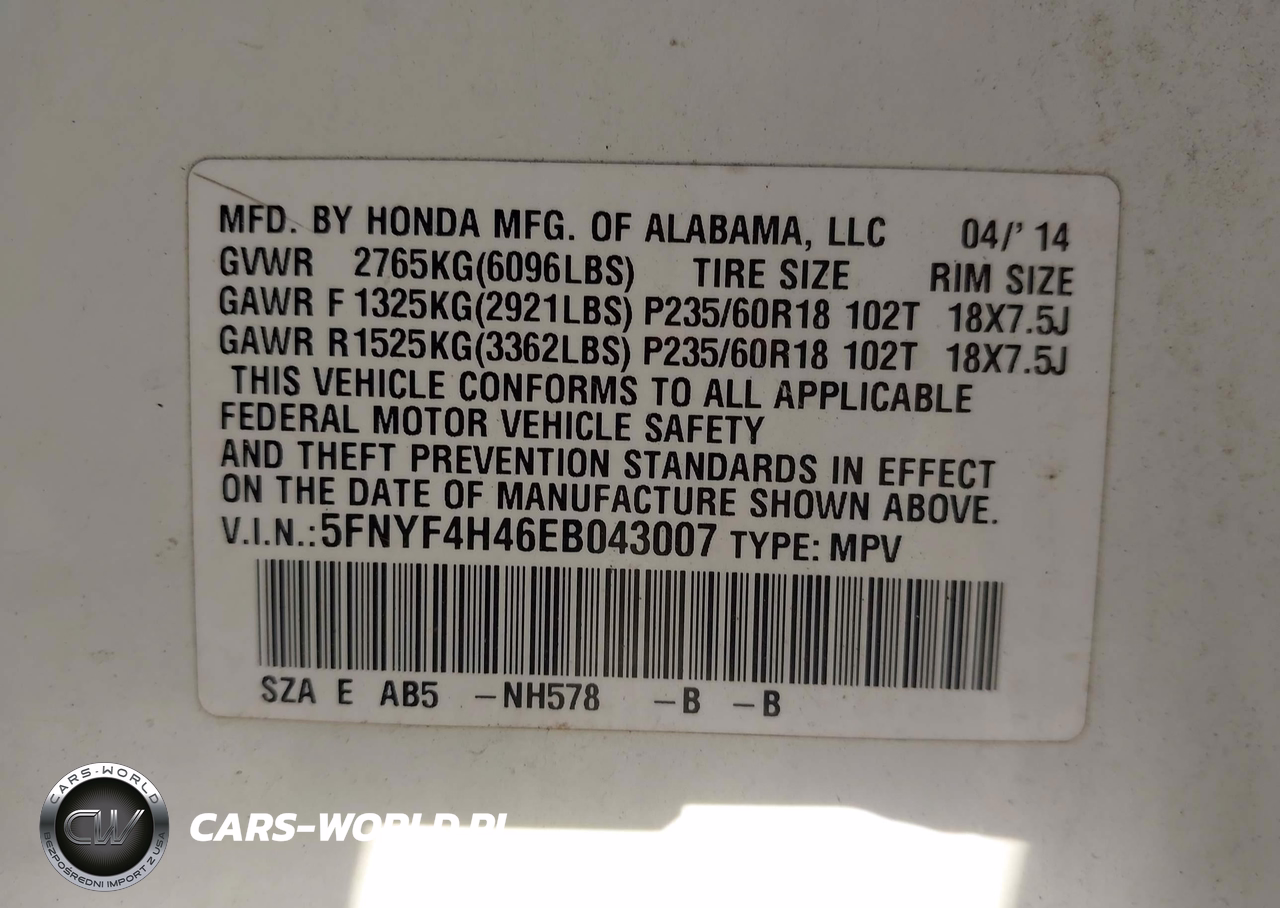 MFD. BY HONDA MFG. OF ALABAMA, LLC 04/' 14
GVWR 2765KG(6096LBS) TIRE SIZE RIM SIZE
GAWR F 1325KG(2921LBS) P235/60R18 102T 18X7.5J
GAWR R1525KG(3362LBS) P235/60R18 102T 18X7.5J
THIS VEHICLE CONFORMS TO ALL APPLICABLE
FEDERAL MOTOR VEHICLE SAFETY
AND THEFT PREVENTION STANDARDS IN EFFECT
ON THE DATE OF MANUFACTURE SHOWN ABOVE.
V.I.N.:5FNYF4H46EB043007 TYPE: MPV
SZA E AB5 -NH578 -B -B
CARS-WORLD
CW
BEZPOŚREDNI IMPORT Z USA
CARS-WORLD.PL